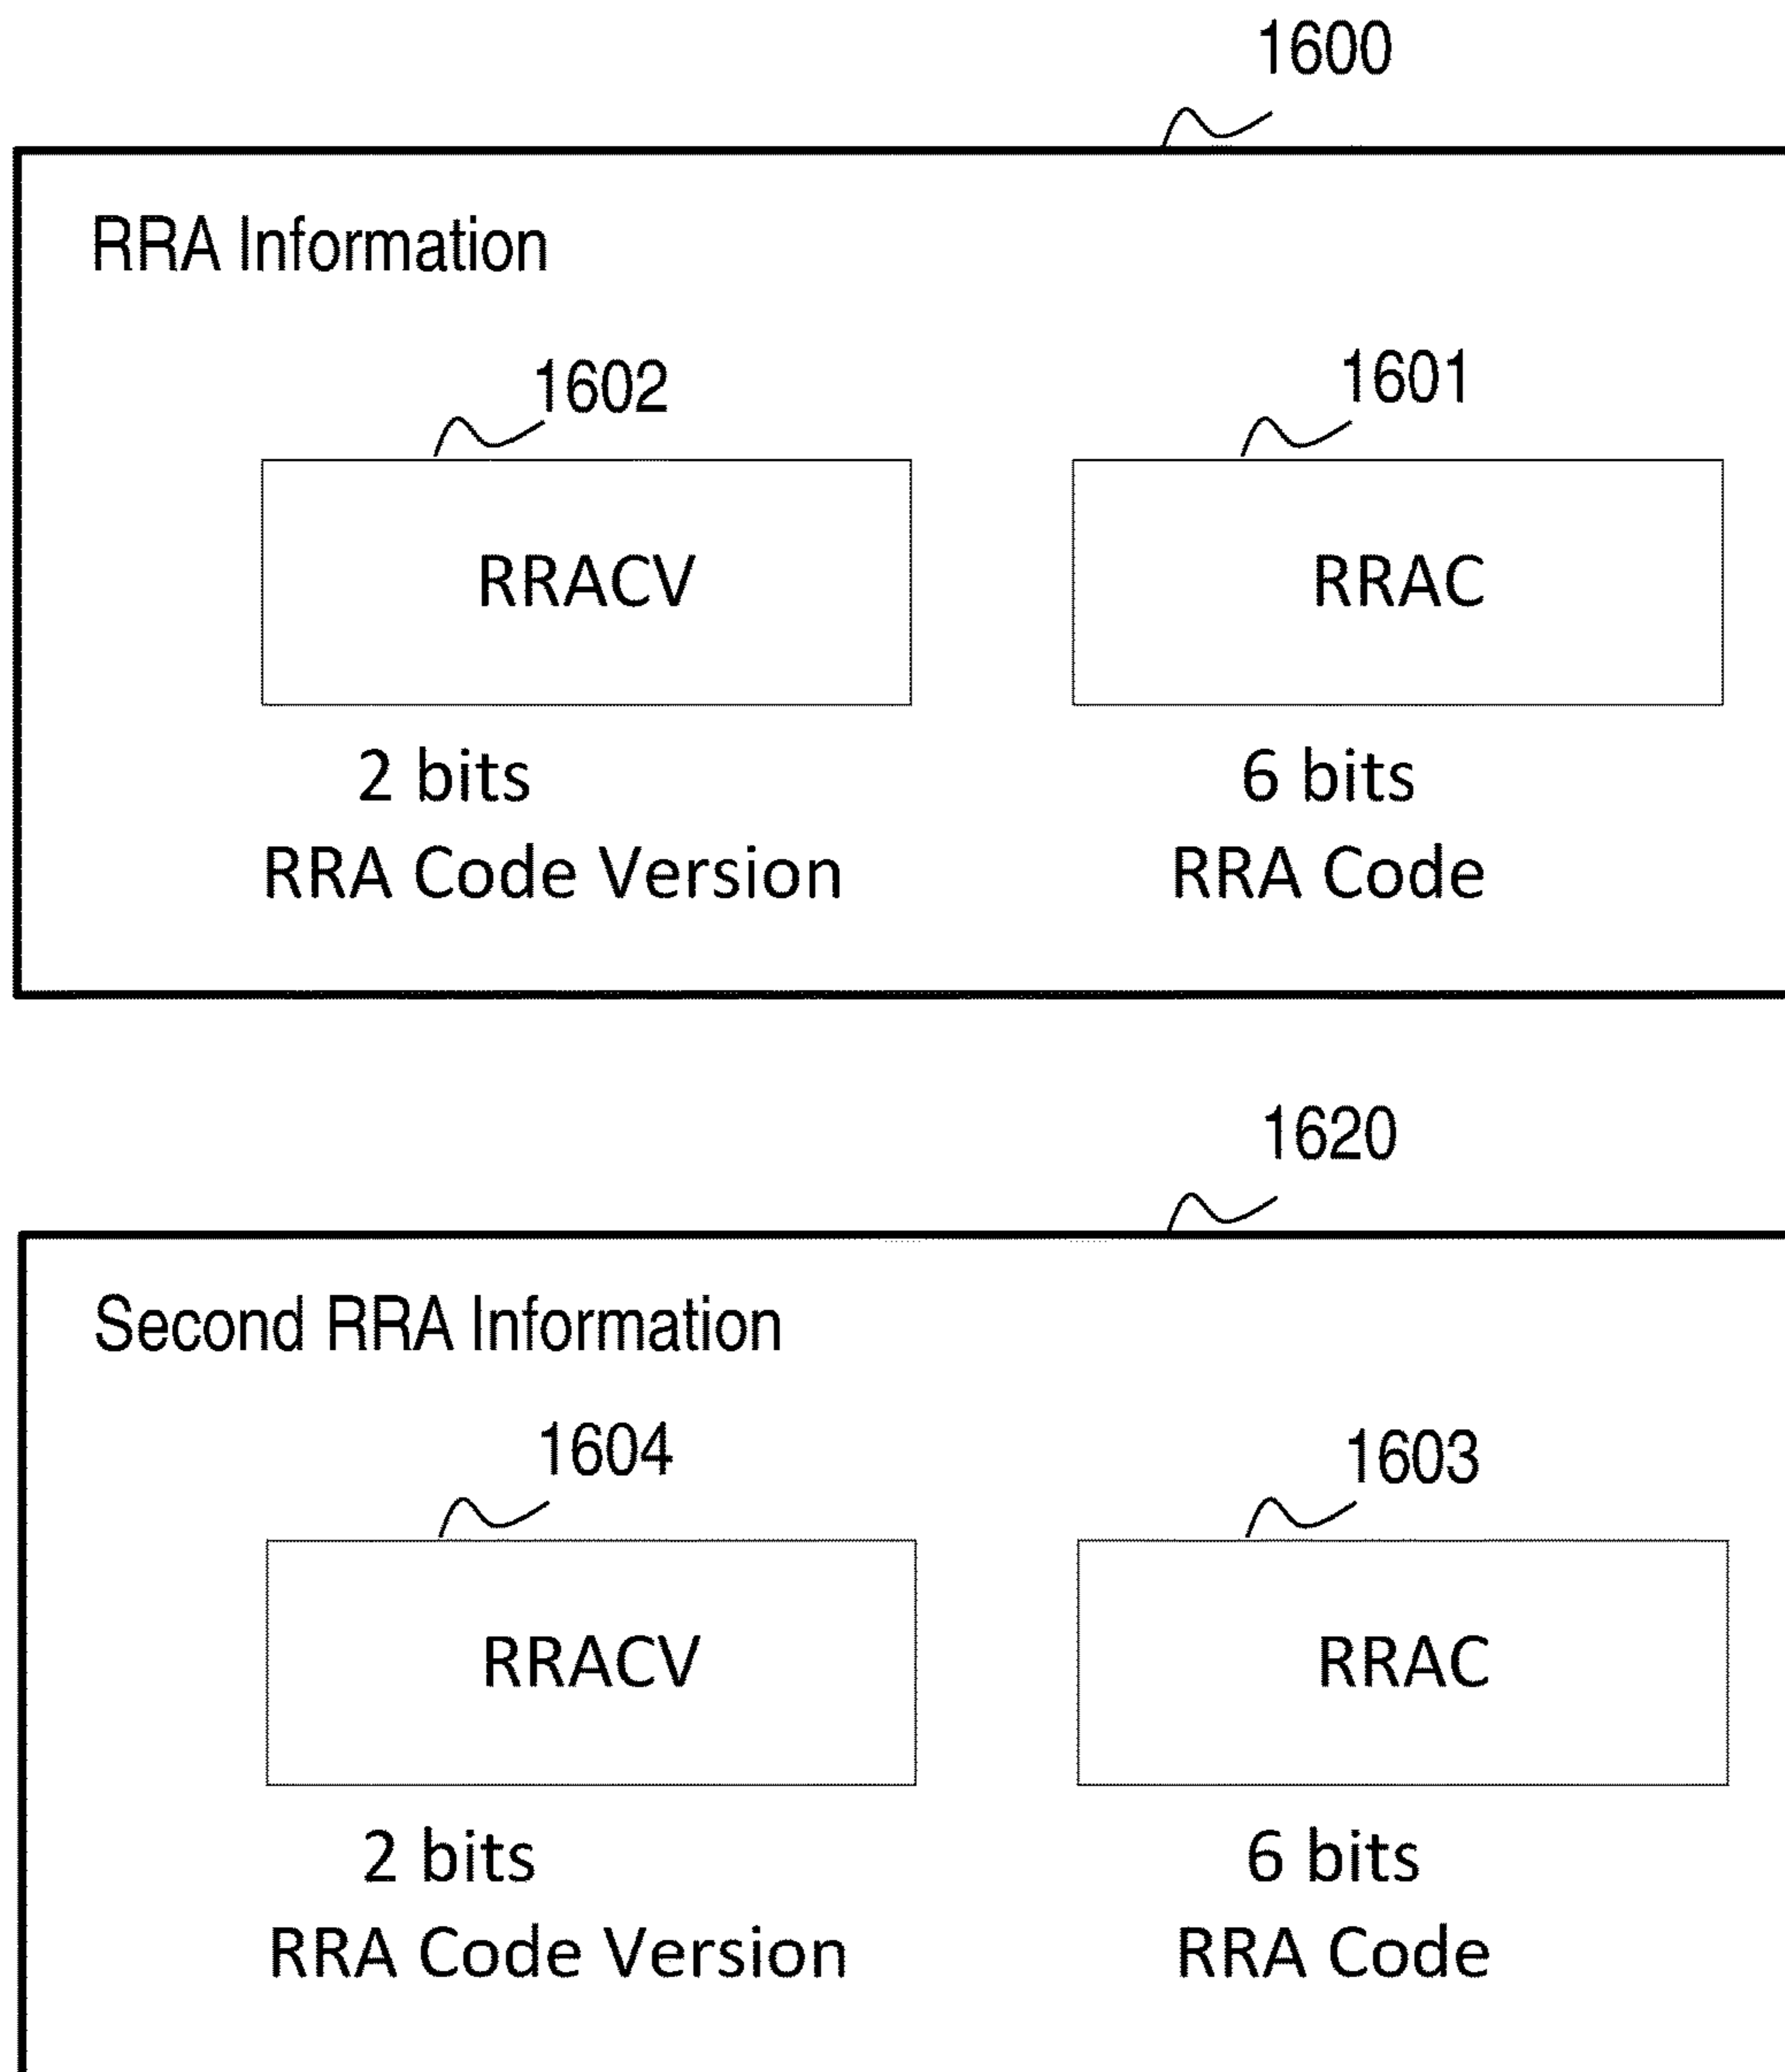 1600
RRA Information
1602
1601
RRACV
RRAC
2 bits
6 bits
RRA Code Version
RRA Code
1620
Second RRA Information
1604
1603
RRACV
RRAC
2 bits
6 bits
RRA Code Version
RRA Code